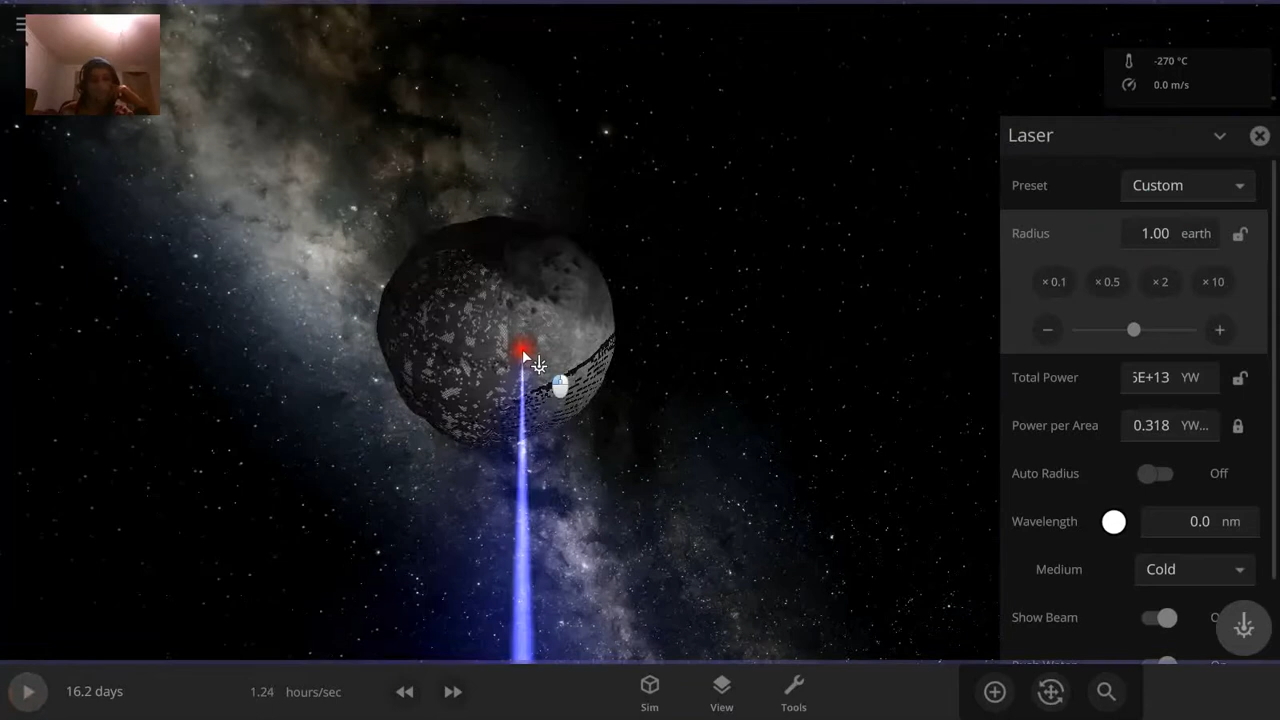 -270 °C
0.0 m/s
Laser
Preset Custom
Radius 1.00 earth
× 0.1 × 0.5 × 2 × 10
Total Power 5E+13 YW
Power per Area 0.318 YW...
Auto Radius Off
Wavelength 0.0 nm
Medium Cold
Show Beam
16.2 days 1.24 hours/sec Sim View Tools